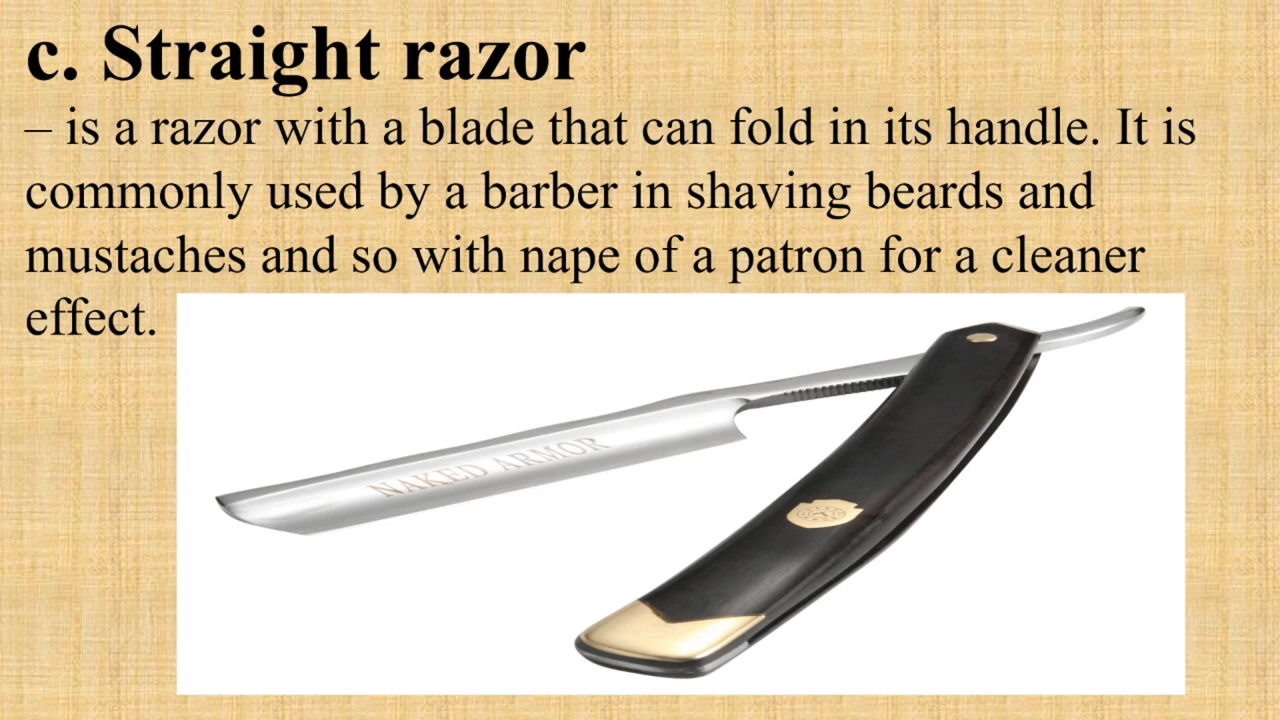 c. Straight razor
– is a razor with a blade that can fold in its handle. It is
commonly used by a barber in shaving beards and
mustaches and so with nape of a patron for a cleaner
effect.
NAKED ARMOR